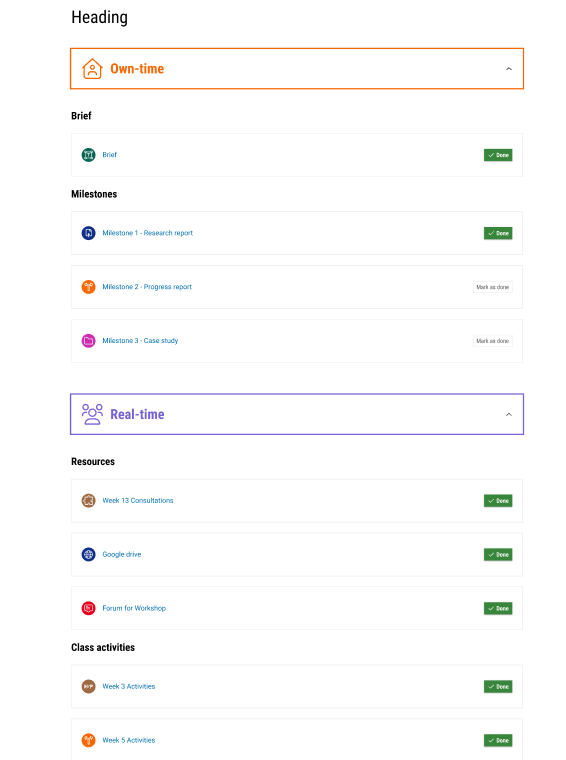 Heading
Own-time
Brief
Brief
Done
Milestones
Milestone 1 - Research report
Done
Milestone 2 - Progress report
Mark as done
Milestone 3 - Case study
Mark as done
Real-time
Resources
Week 13 Consultations
Done
Google drive
Done
Forum for Workshop
Done
Class activities
Week 3 Activities
Done
Week 5 Activities
Done